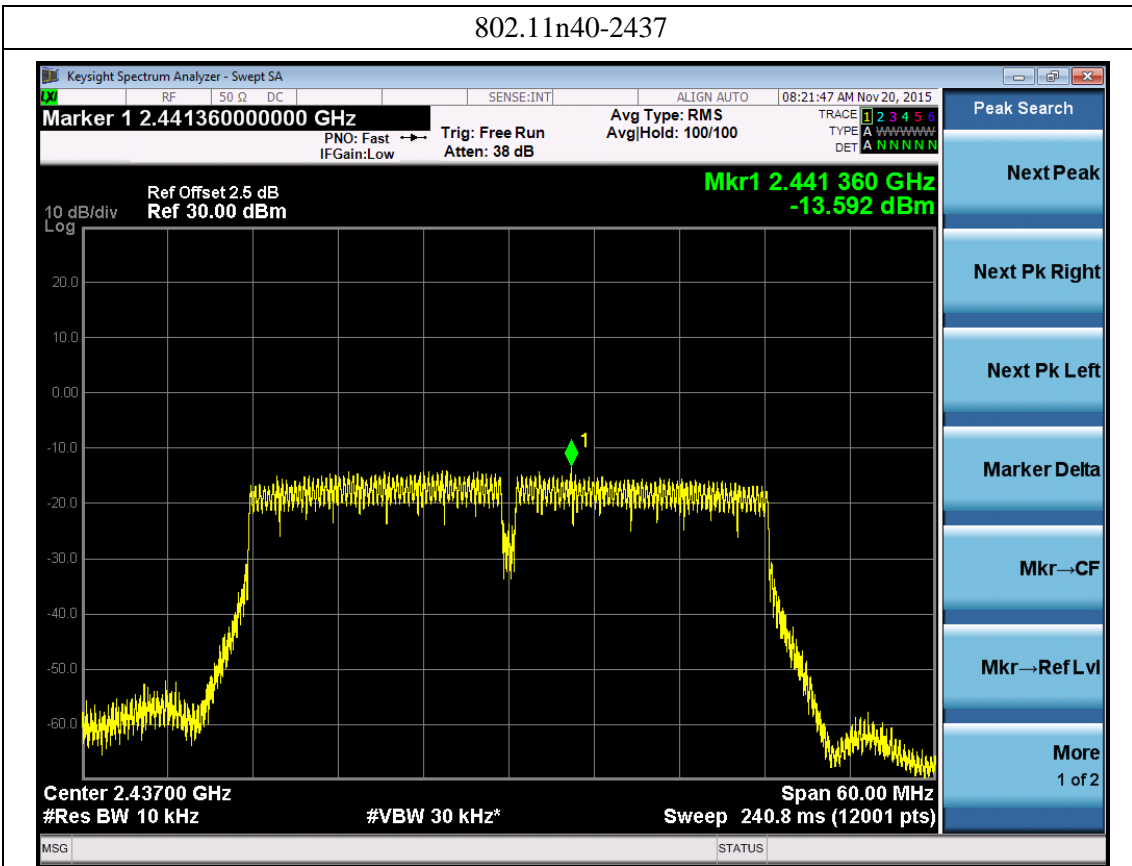 802.11n40-2437
Keysight Spectrum Analyzer - Swept SA
LXI RF 50 Ω DC SENSE:INT ALIGN AUTO 08:21:47 AM Nov 20, 2015
Marker 1 2.441360000000 GHz
PNO: Fast
IFGain:Low
Trig: Free Run
Atten: 38 dB
Avg Type: RMS
Avg|Hold: 100/100
TRACE 1 2 3 4 5 6
TYPE A WWWWW
DET A N N N N N
Mkr1 2.441 360 GHz
-13.592 dBm
Ref Offset 2.5 dB
10 dB/div Ref 30.00 dBm
Log
20.0
10.0
0.00
-10.0
1
-20.0
-30.0
-40.0
-50.0
-60.0
Center 2.43700 GHz Span 60.00 MHz
#Res BW 10 kHz #VBW 30 kHz* Sweep 240.8 ms (12001 pts)
MSG STATUS
Peak Search
Next Peak
Next Pk Right
Next Pk Left
Marker Delta
Mkr→CF
Mkr→Ref Lvl
More
1 of 2